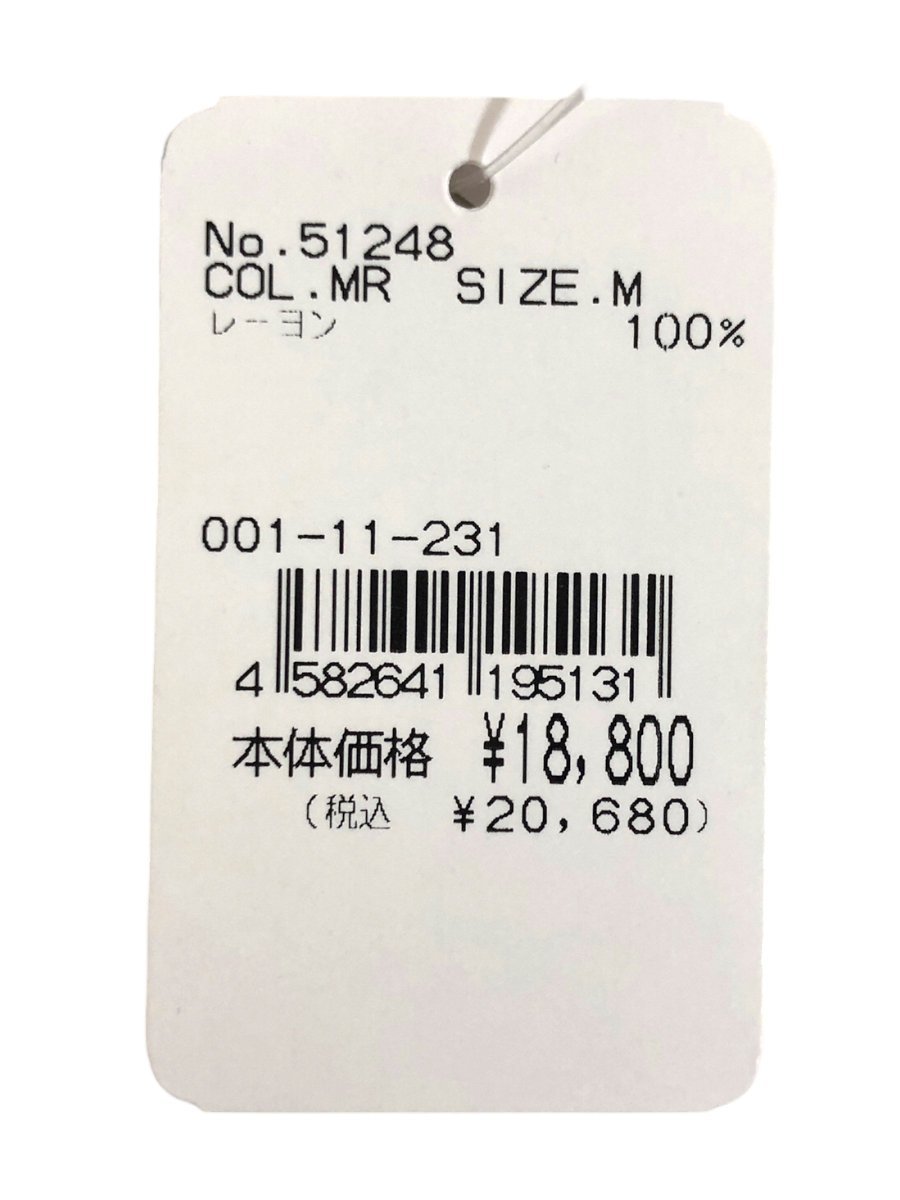 No.51248
COL.MR SIZE.M
レーヨン 100%
001-11-231
4 582641 195131
本体価格 ¥18,800
(税込 ¥20,680)